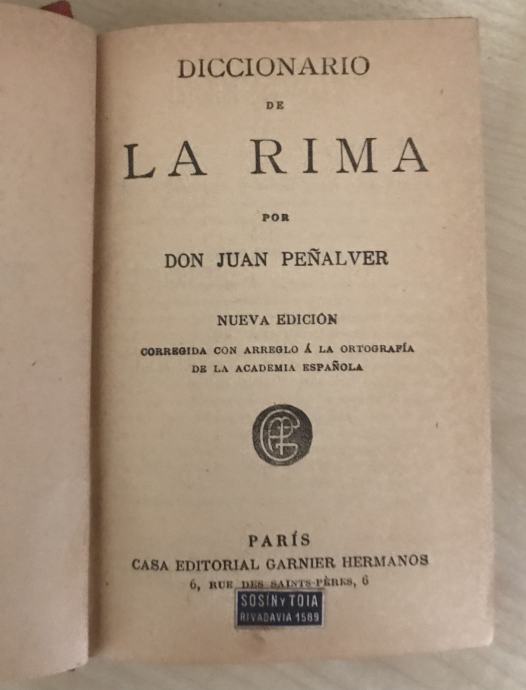 DICCIONARIO
DE
LA RIMA
POR
DON JUAN PEÑALVER
NUEVA EDICIÓN
CORREGIDA CON ARREGLO Á LA ORTOGRAFÍA
DE LA ACADEMIA ESPAÑOLA
PARÍS
CASA EDITORIAL GARNIER HERMANOS
6, RUE DES SAINTS-PÈRES, 6
SOSIN Y TOIA
RIVADAVIA 1589